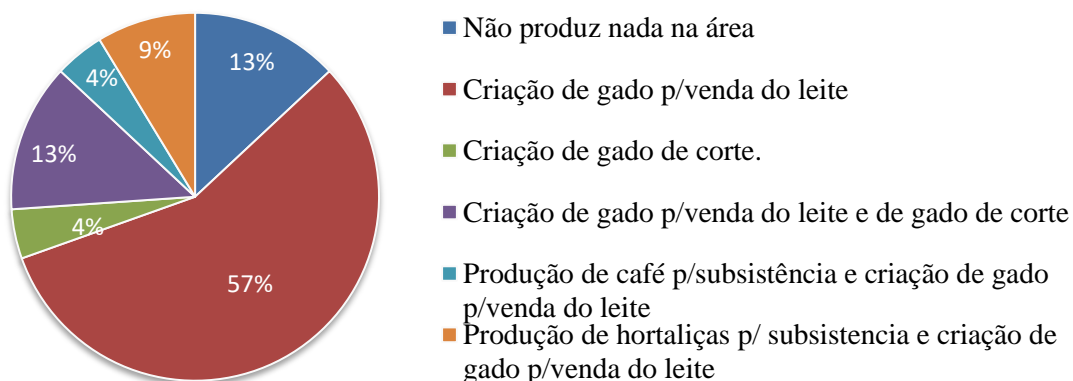 9%
13%
4%
13%
4%
57%
Não produz nada na área
Criação de gado p/venda do leite
Criação de gado de corte.
Criação de gado p/venda do leite e de gado de corte
Produção de café p/subsistência e criação de gado
p/venda do leite
Produção de hortaliças p/ subsistencia e criação de
gado p/venda do leite